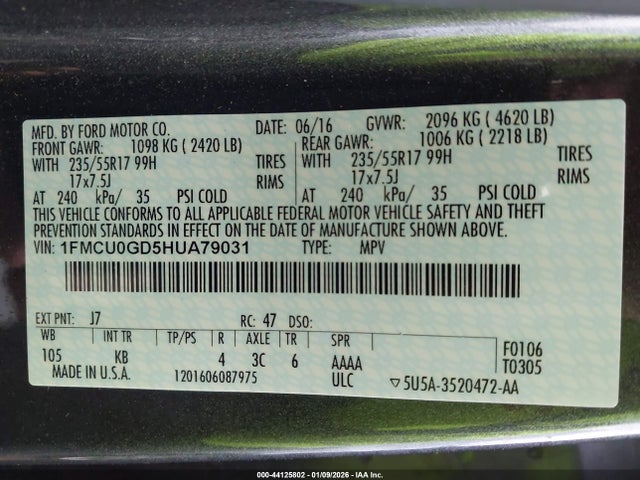 MFD. BY FORD MOTOR CO. DATE: 06/16 GVWR: 2096 KG ( 4620 LB)
FRONT GAWR: 1098 KG ( 2420 LB) REAR GAWR: 1006 KG ( 2218 LB)
WITH 235/55R17 99H TIRES WITH 235/55R17 99H TIRES
17x7.5J RIMS 17x7.5J RIMS
AT 240 kPa/ 35 PSI COLD AT 240 kPa/ 35 PSI COLD
THIS VEHICLE CONFORMS TO ALL APPLICABLE FEDERAL MOTOR VEHICLE SAFETY AND THEFT
PREVENTION STANDARDS IN EFFECT ON THE DATE OF MANUFACTURE SHOWN ABOVE.
VIN: 1FMCU0GD5HUA79031 TYPE: MPV
EXT PNT: J7 RC: 47 DSO:
WB INT TR TP/PS R AXLE TR SPR
105 KB 4 3C 6 AAAA
ULC
F0106
T0305
MADE IN U.S.A. 1201606087975 ▽5U5A-3520472-AA
000-44125802 - 01/09/2026 - IAA Inc.